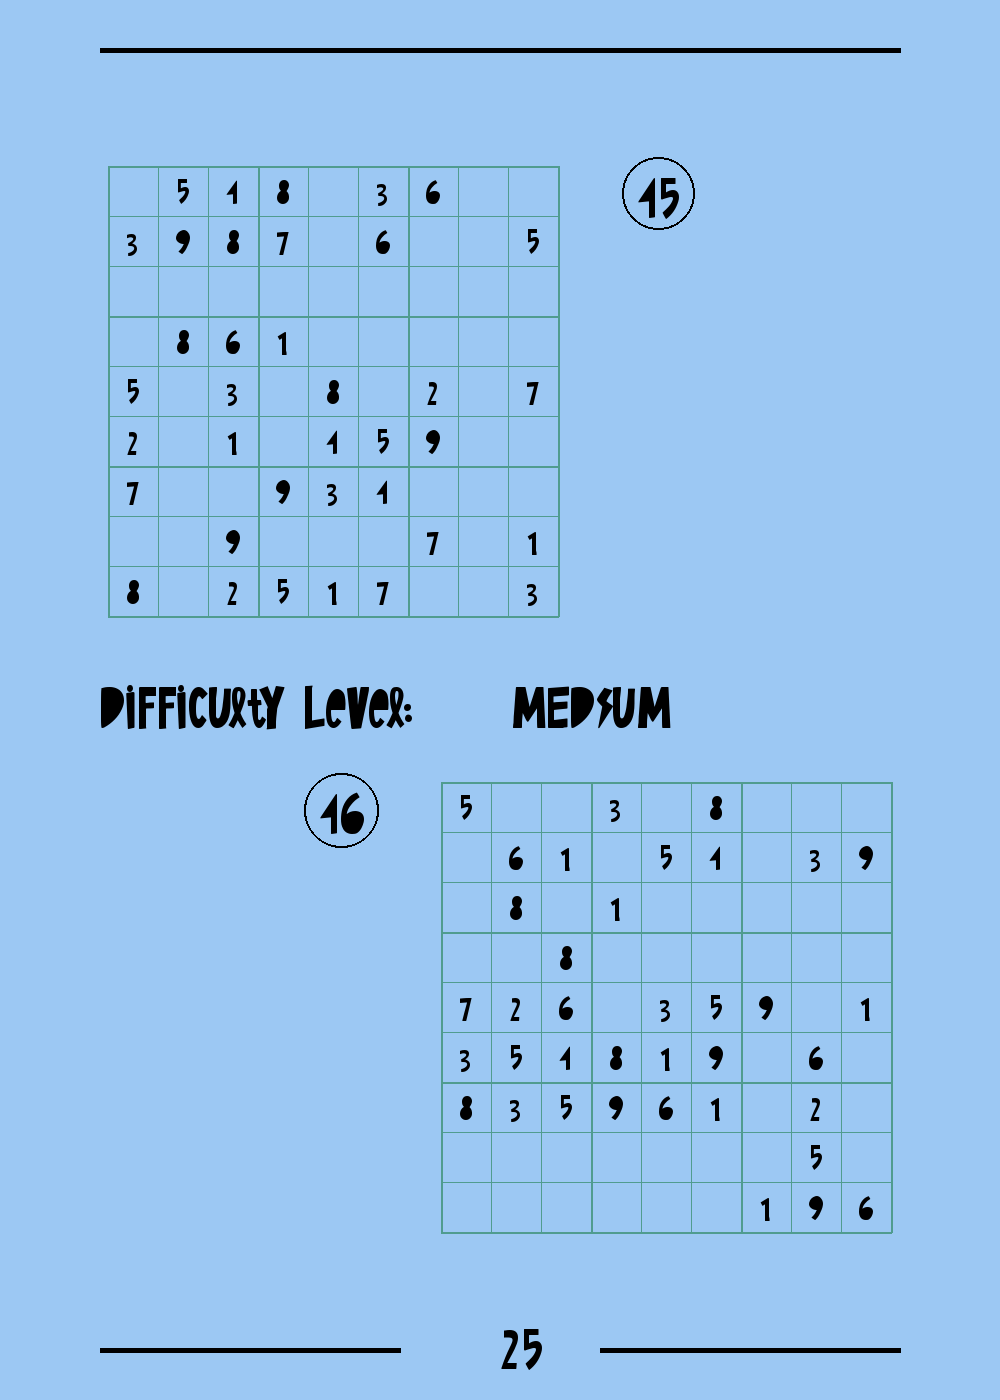 45
5 4 8 3 6
3 9 8 7 6 5
8 6 1
5 3 8 2 7
2 1 4 5 9
7 9 3 4
9 7 1
8 2 5 1 7 3
Difficulty Level: MEDIUM
46
5 3 8
6 1 5 4 3 9
8 1
8
7 2 6 3 5 9 1
3 5 4 8 1 9 6
8 3 5 9 6 1 2
5
1 9 6
25